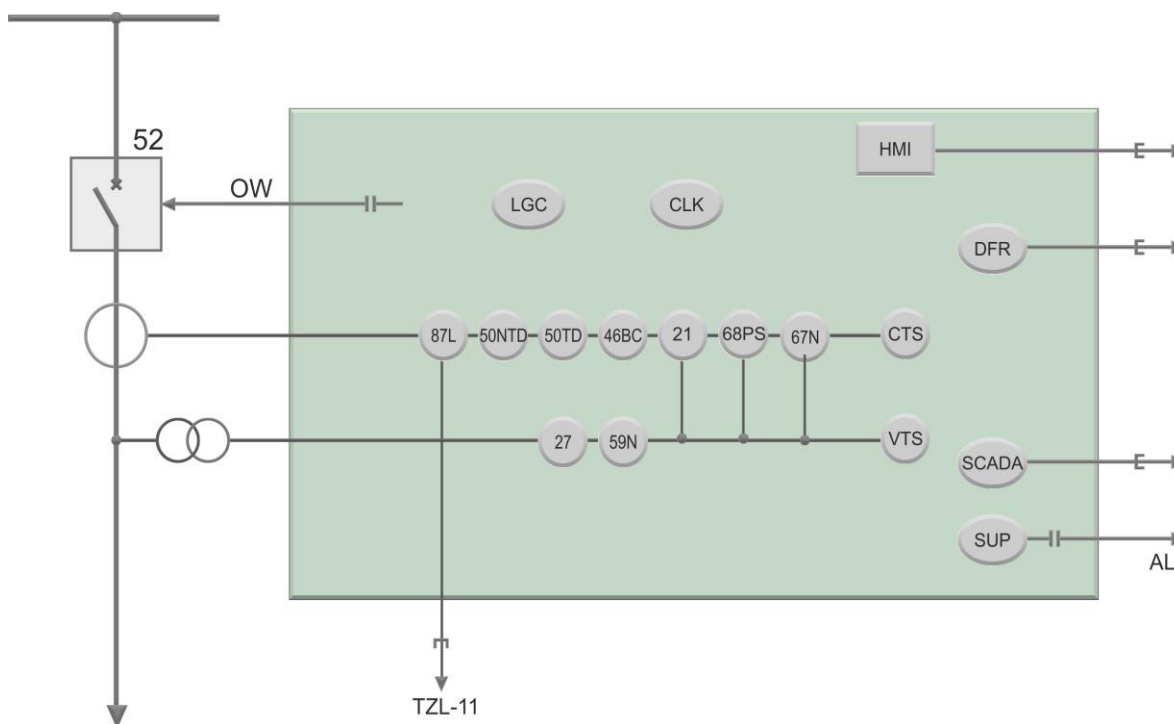 52
HMI
OW
LGC
CLK
DFR
87L
50NTD
50TD
46BC
21
68PS
67N
CTS
27
59N
VTS
SCADA
SUP
AL
TZL-11